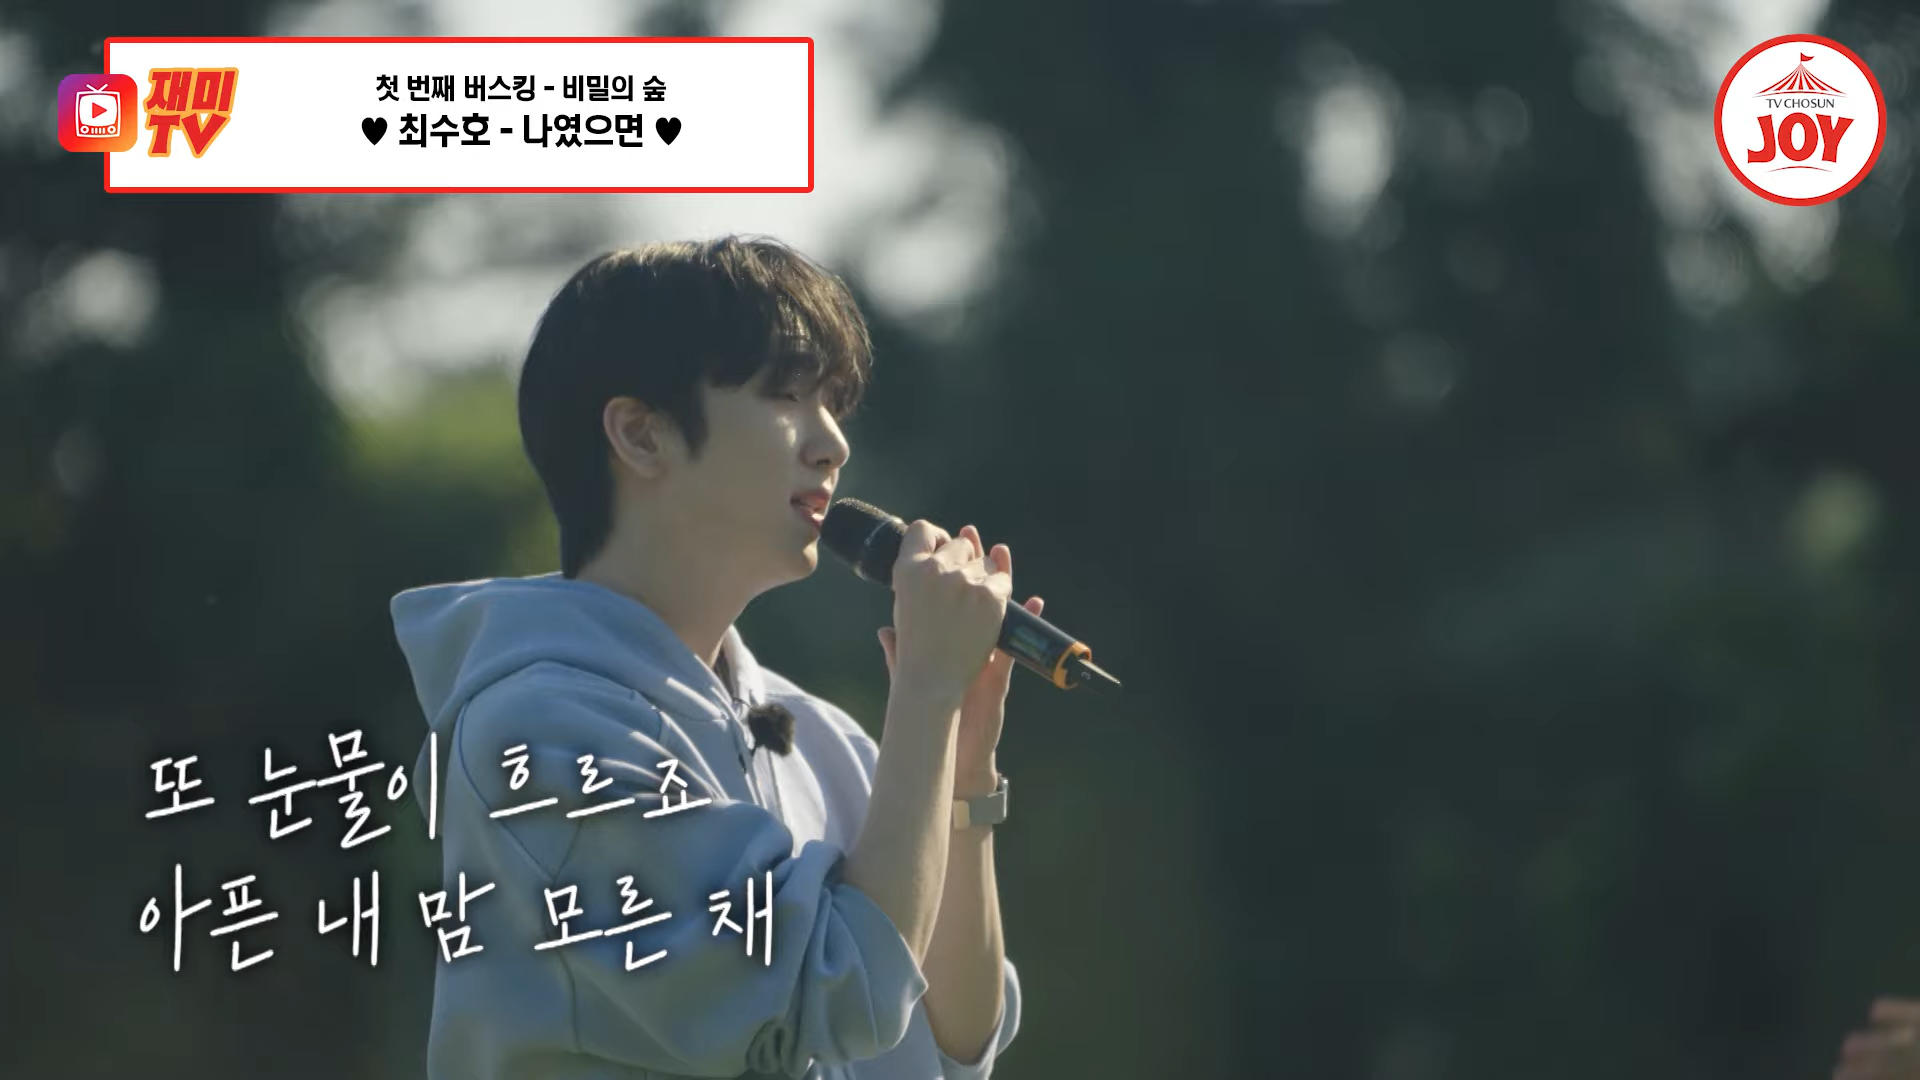 재미
TV
첫 번째 버스킹 - 비밀의 숲
♥ 최수호 - 나였으면 ♥
TV CHOSUN
JOY
또 눈물이 흐르죠
아픈 내 맘 모른 채